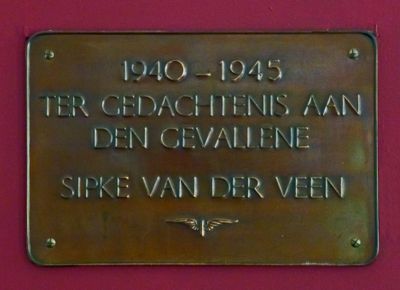 1940 - 1945
TER GEDACHTENIS AAN
DEN GEVALLENE
SIPKE VAN DER VEEN